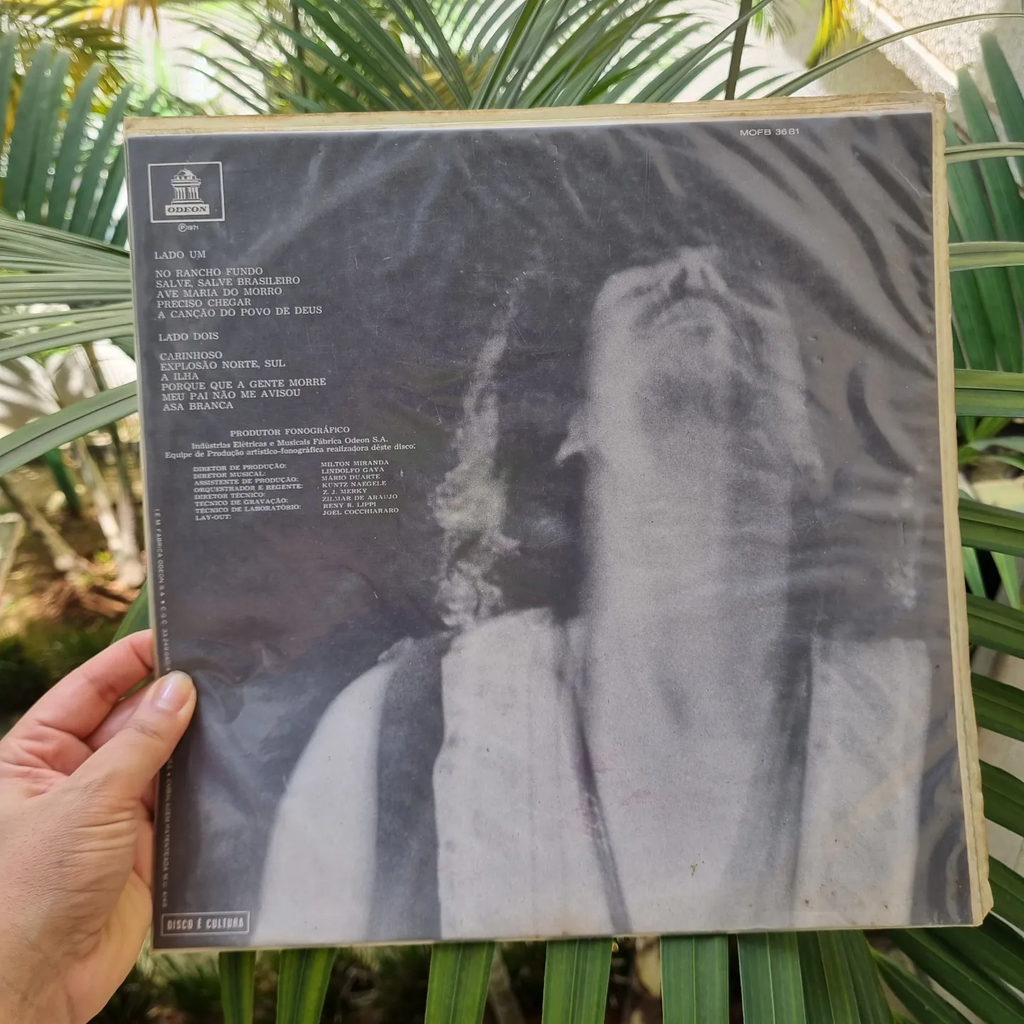 MOFB 3681
ODEON
Ⓟ1971
LADO UM
NO RANCHO FUNDO
SALVE, SALVE BRASILEIRO
AVE MARIA DO MORRO
PRECISO CHEGAR
A CANÇÃO DO POVO DE DEUS
LADO DOIS
CARINHOSO
EXPLOSÃO NORTE, SUL
A ILHA
PORQUE QUE A GENTE MORRE
MEU PAI NÃO ME AVISOU
ASA BRANCA
PRODUTOR FONOGRÁFICO
Indústrias Elétricas e Musicais Fábrica Odeon S.A.
Equipe de Produção artístico-fonográfica realizadora dêste disco:
DIRETOR DE PRODUÇÃO: MILTON MIRANDA
DIRETOR MUSICAL: LINDOLFO GAYA
ASSISTENTE DE PRODUÇÃO: MÁRIO DUARTE
ORQUESTRADOR E REGENTE: KUNTZ NAEGELE
DIRETOR TÉCNICO: Z. J. MERKY
TÉCNICO DE GRAVAÇÃO: ZILMAR DE ARAUJO
TÉCNICO DE LABORATÓRIO: RENY R. LIPPI
LAY-OUT: JOEL COCCHIARARO
DISCO É CULTURA